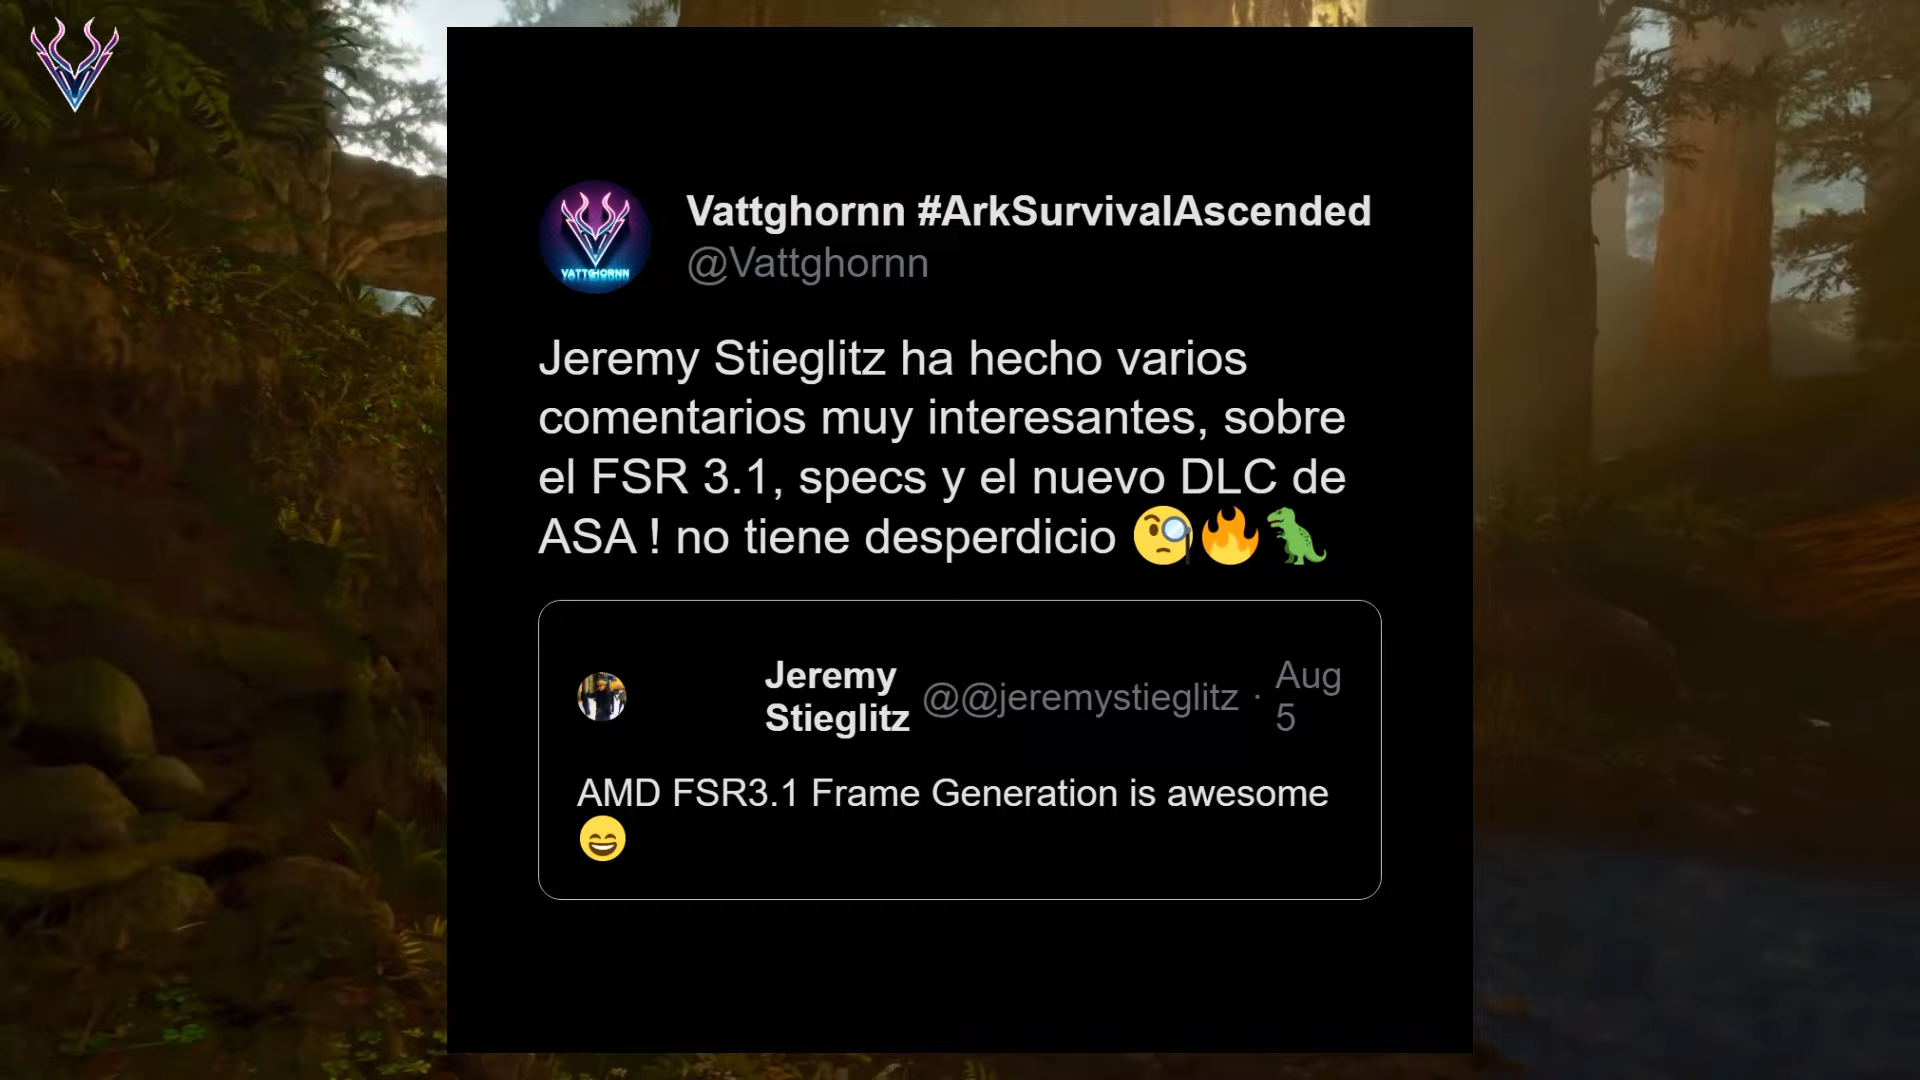 Vattghornn #ArkSurvivalAscended
@Vattghornn
VATTGHORNN
Jeremy Stieglitz ha hecho varios
comentarios muy interesantes, sobre
el FSR 3.1, specs y el nuevo DLC de
ASA ! no tiene desperdicio 🧐🔥🦖
Jeremy
Stieglitz
@@jeremystieglitz ·
Aug
5
AMD FSR3.1 Frame Generation is awesome
😄